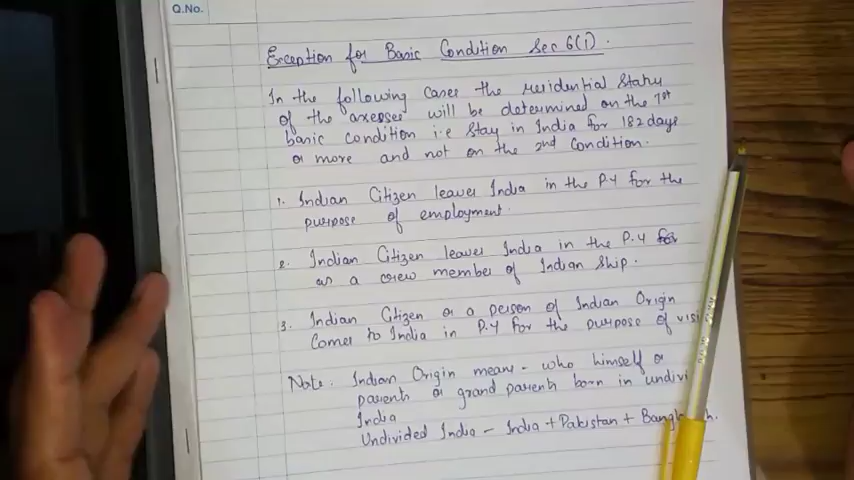 Q.No.
Exception for Basic Condition Sec 6(1).
In the following cases the residential status
of the axesses will be determined on the 1st
basic condition i.e stay in India for 182 days
or more and not on the 2nd Condition.
1. Indian Citizen leaves India in the P.Y for the
purpose of employment.
2. Indian Citizen leaves India in the P.Y for
as a crew member of Indian Ship.
3. Indian Citizen or a person of Indian Origin
Comes to India in P.Y for the purpose of
Note: Indian Origin means - who himself or
parents or grand parents born in
India
Undivided India - India + Pakistan +